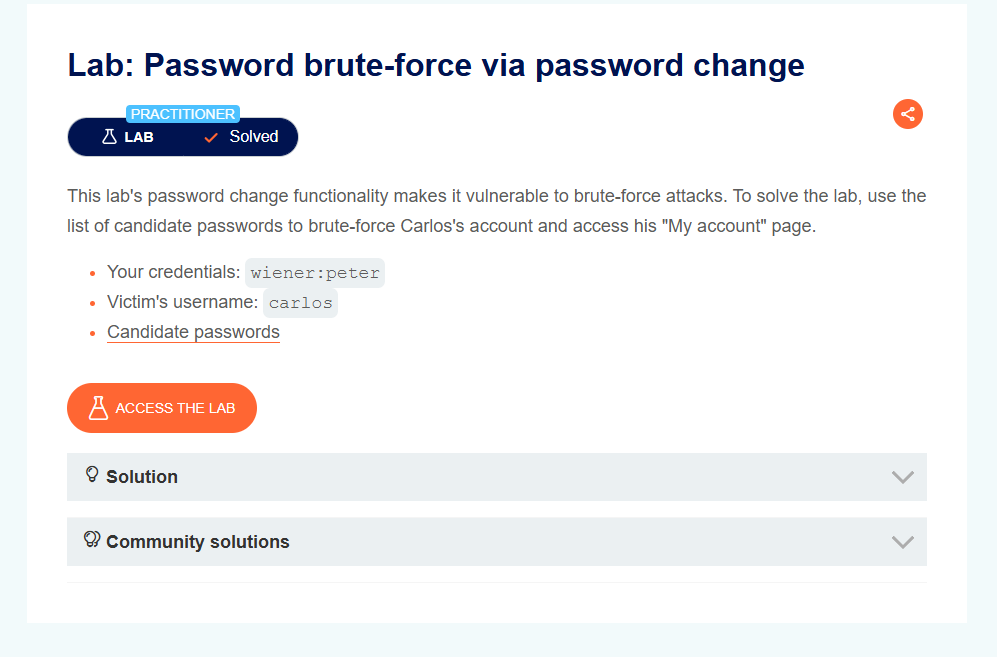 Lab: Password brute-force via password change
PRACTITIONER
LAB Solved
This lab's password change functionality makes it vulnerable to brute-force attacks. To solve the lab, use the
list of candidate passwords to brute-force Carlos's account and access his "My account" page.
Your credentials: wiener:peter
Victim's username: carlos
Candidate passwords
ACCESS THE LAB
Solution
Community solutions